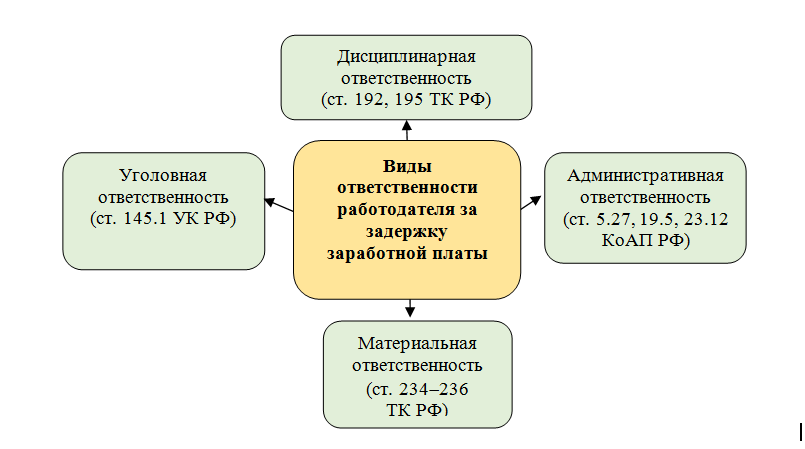 Дисциплинарная
ответственность
(ст. 192, 195 ТК РФ)
Уголовная
ответственность
(ст. 145.1 УК РФ)
Виды
ответственности
работодателя за
задержку
заработной платы
Административная
ответственность
(ст. 5.27, 19.5, 23.12
КоАП РФ)
Материальная
ответственность
(ст. 234–236
ТК РФ)